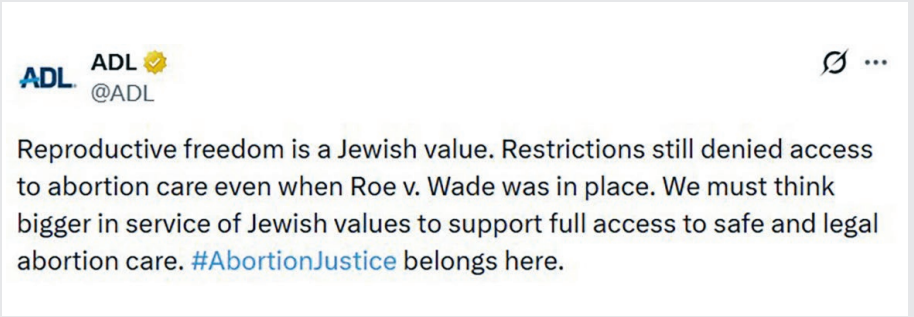 ADL
ADL
@ADL
Reproductive freedom is a Jewish value. Restrictions still denied access
to abortion care even when Roe v. Wade was in place. We must think
bigger in service of Jewish values to support full access to safe and legal
abortion care. #AbortionJustice belongs here.